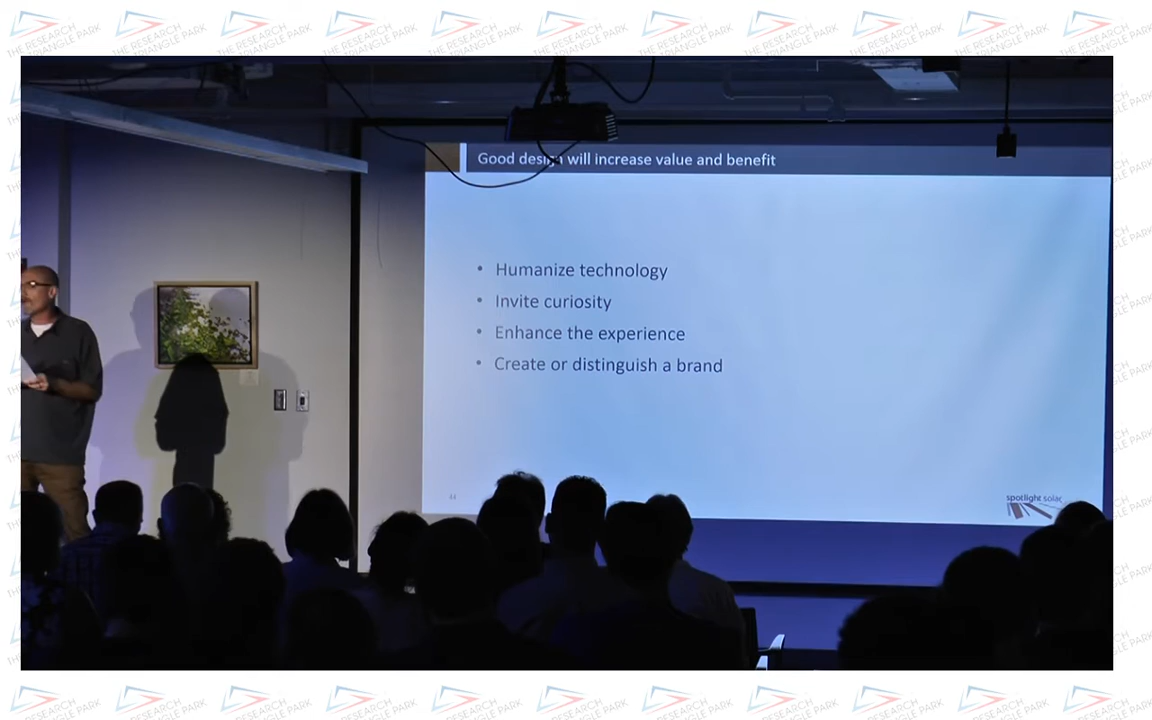 THE RESEARCH
TRIANGLE PARK
Good design will increase value and benefit
• Humanize technology
• Invite curiosity
• Enhance the experience
• Create or distinguish a brand
spotlight solar